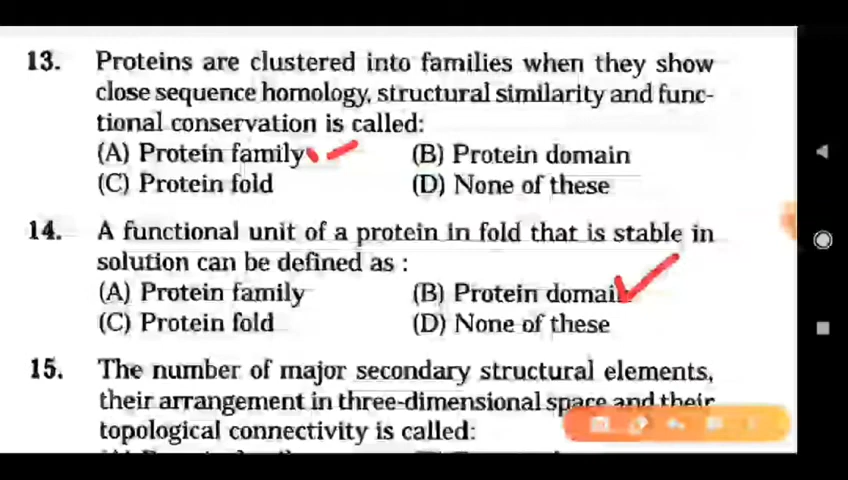 13. Proteins are clustered into families when they show
close sequence homology, structural similarity and func-
tional conservation is called:
(A) Protein family (B) Protein domain
(C) Protein fold (D) None of these
14. A functional unit of a protein in fold that is stable in
solution can be defined as :
(A) Protein family (B) Protein domain
(C) Protein fold (D) None of these
15. The number of major secondary structural elements,
their arrangement in three-dimensional space and their
topological connectivity is called: